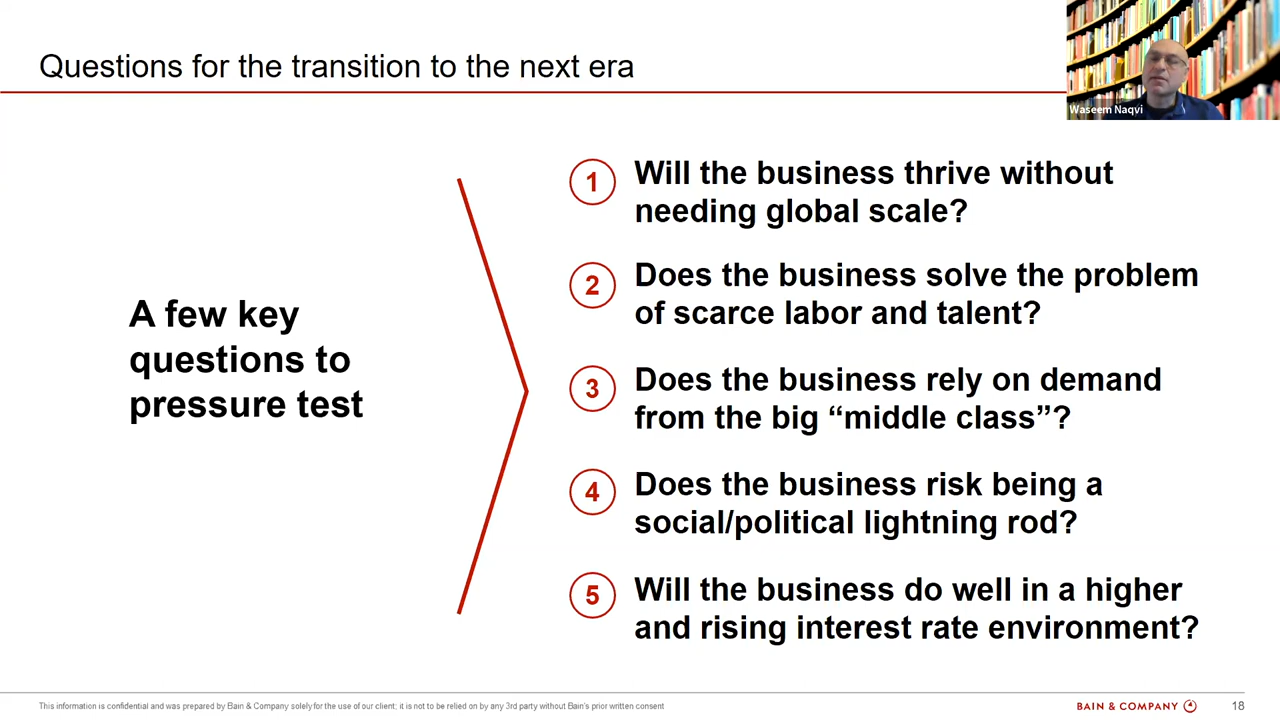 Questions for the transition to the next era
Waseem Naqvi
A few key
questions to
pressure test
1
Will the business thrive without
needing global scale?
2
Does the business solve the problem
of scarce labor and talent?
3
Does the business rely on demand
from the big “middle class”?
4
Does the business risk being a
social/political lightning rod?
5
Will the business do well in a higher
and rising interest rate environment?
This information is confidential and was prepared by Bain & Company solely for the use of our client; it is not to be relied on by any 3rd party without Bain's prior written consent
BAIN & COMPANY
18